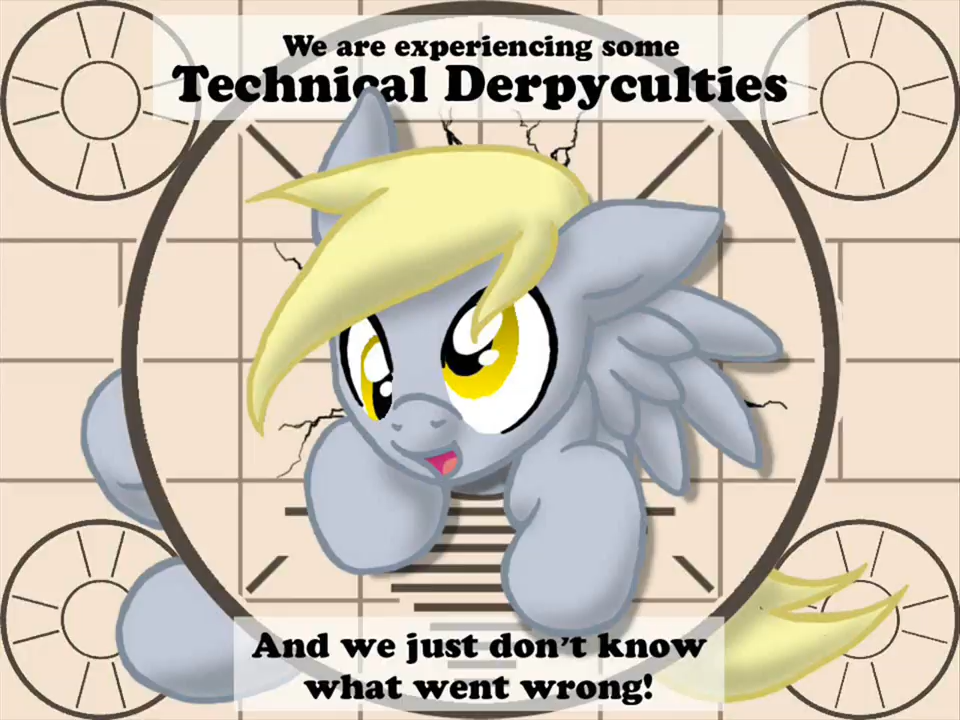 We are experiencing some
Technical Derpyculties
And we just don't know
what went wrong!